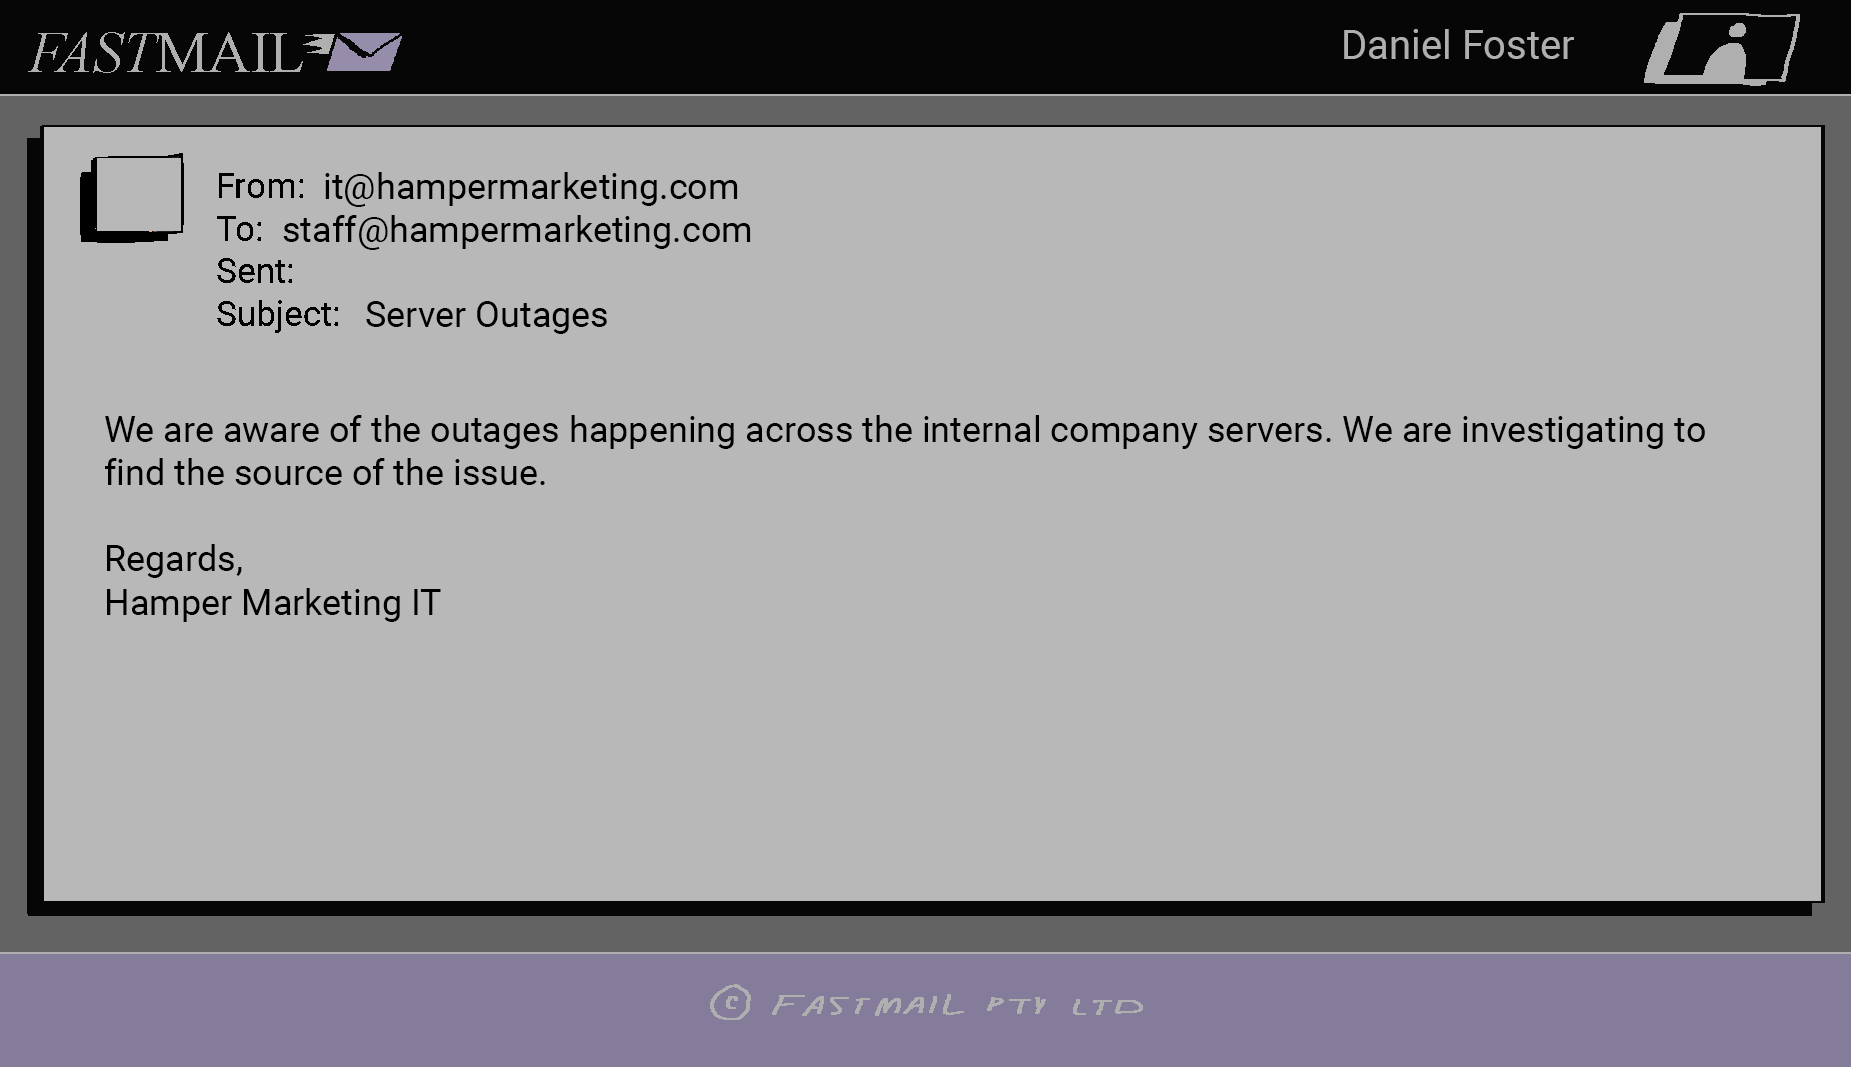 FASTMAIL
Daniel Foster
From: it@hampermarketing.com
To: staff@hampermarketing.com
Sent:
Subject: Server Outages
We are aware of the outages happening across the internal company servers. We are investigating to
find the source of the issue.
Regards,
Hamper Marketing IT
© FASTMAIL PTY LTD